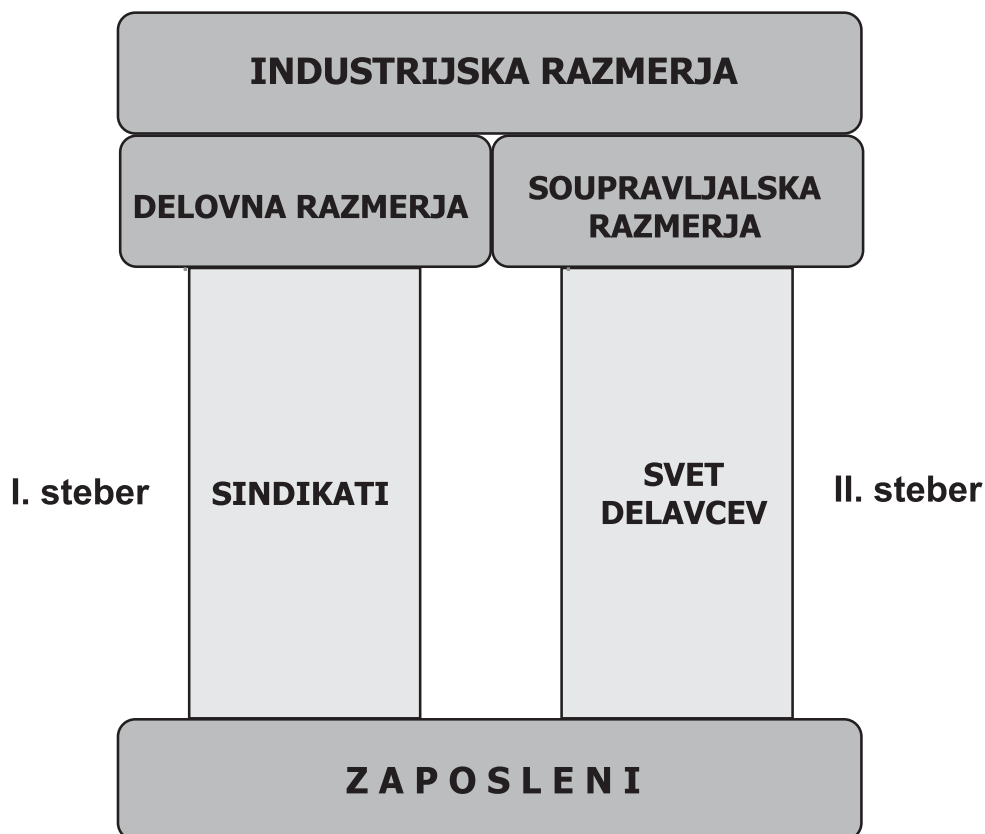 INDUSTRIJSKA RAZMERJA
DELOVNA RAZMERJA
SOUPRAVLJALSKA
RAZMERJA
I. steber
SINDIKATI
SVET
DELAVCEV
II. steber
Z A P O S L E N I